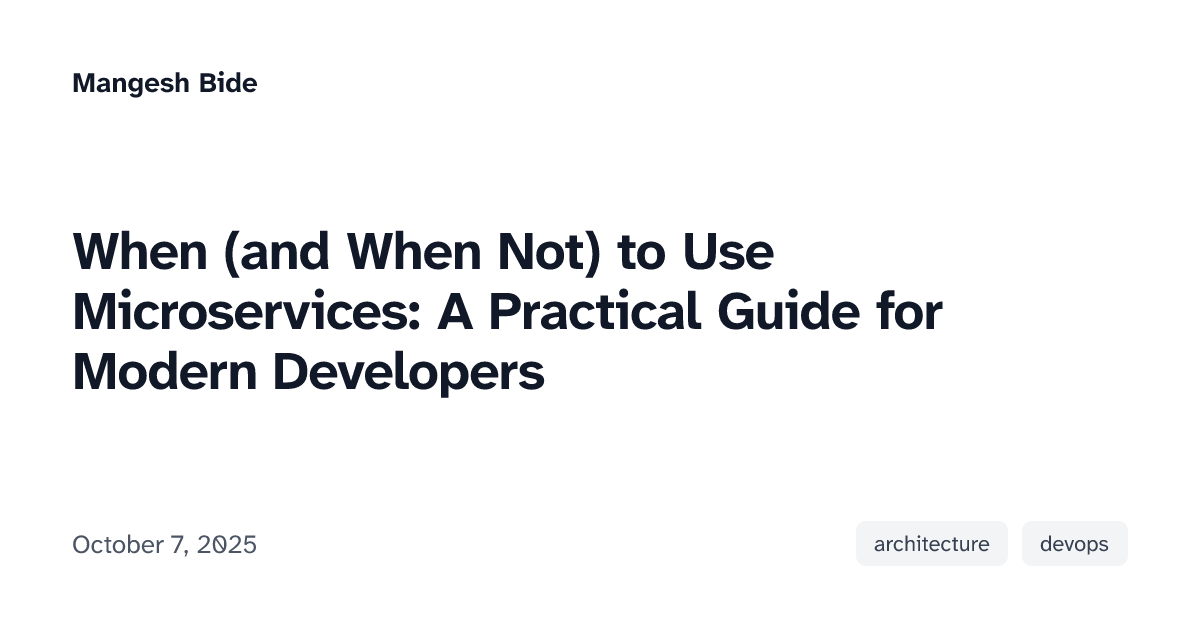 Mangesh Bide
When (and When Not) to Use
Microservices: A Practical Guide for
Modern Developers
October 7, 2025
architecture
devops